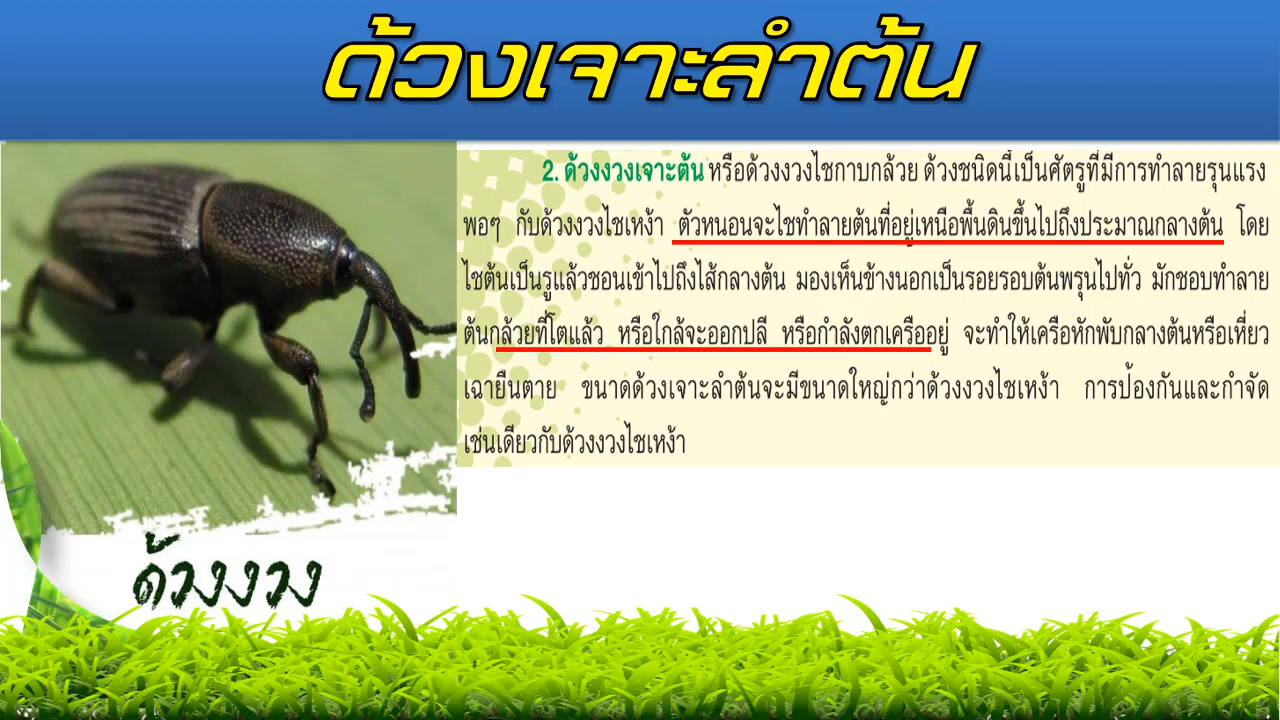 ด้วงเจาะลำต้น
2. ด้วงงวงเจาะต้น หรือด้วงงวงไชกาบกล้วย ด้วงชนิดนี้เป็นศัตรูที่มีการทำลายรุนแรง
พอๆ กับด้วงงวงไชเหง้า ตัวหนอนจะไชทำลายต้นที่อยู่เหนือพื้นดินขึ้นไปถึงประมาณกลางต้น โดย
ไชต้นเป็นรูแล้วชอนเข้าไปถึงไส้กลางต้น มองเห็นข้างนอกเป็นรอยรอบต้นพรุนไปทั่ว มักชอบทำลาย
ต้นกล้วยที่โตแล้ว หรือใกล้จะออกปลี หรือกำลังตกเครืออยู่ จะทำให้เครือหักพับกลางต้นหรือเหี่ยว
เฉายืนตาย ขนาดด้วงเจาะลำต้นจะมีขนาดใหญ่กว่าด้วงงวงไชเหง้า การป้องกันและกำจัด
เช่นเดียวกับด้วงงวงไชเหง้า
ด้วงงวง